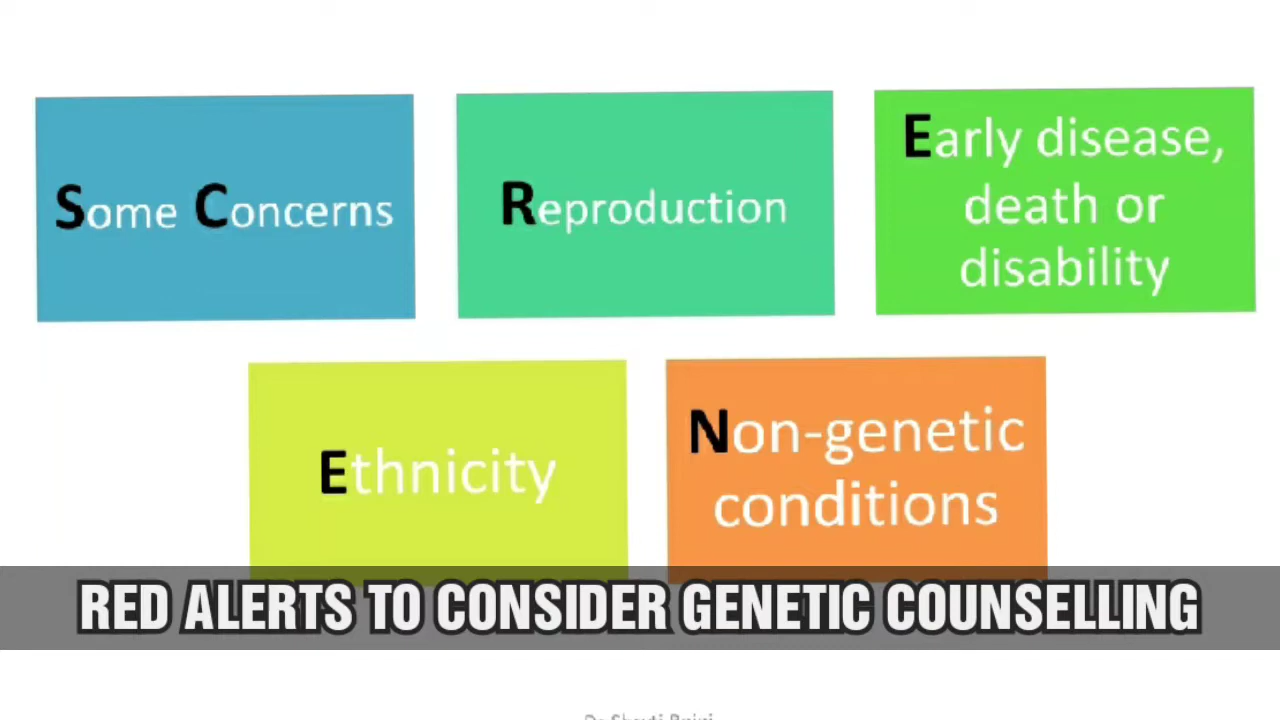 Some Concerns
Reproduction
Early disease,
death or
disability
Ethnicity
Non-genetic
conditions
RED ALERTS TO CONSIDER GENETIC COUNSELLING